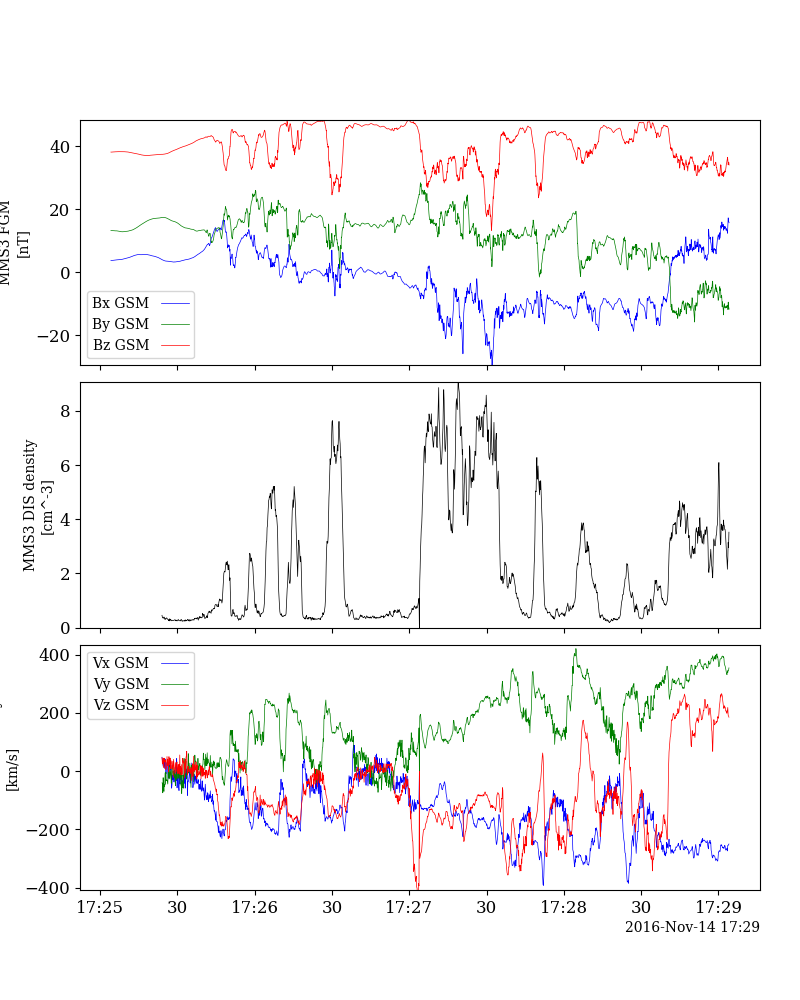 40
20
0
−20
MMS3 FGM
[nT]
Bx GSM
By GSM
Bz GSM
8
6
4
2
0
MMS3 DIS density
[cm^-3]
400
200
0
−200
−400
[km/s]
Vx GSM
Vy GSM
Vz GSM
17:25 30 17:26 30 17:27 30 17:28 30 17:29
2016-Nov-14 17:29